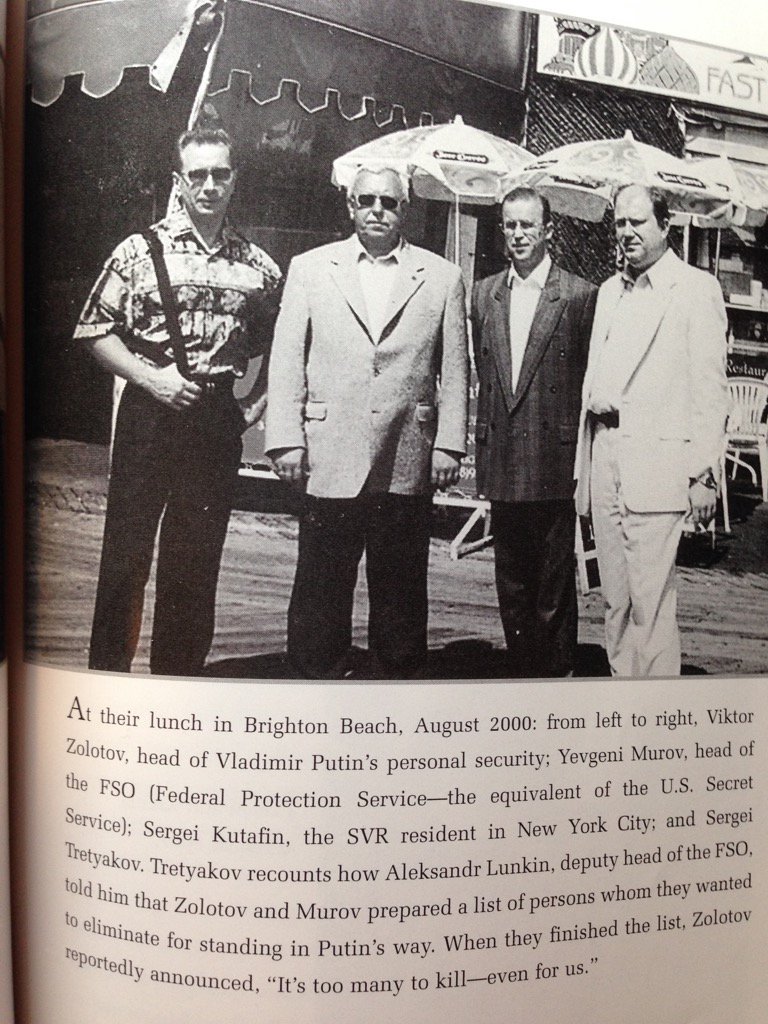 FAST
Jose Cuervo
Restaur
At their lunch in Brighton Beach, August 2000: from left to right, Viktor
Zolotov, head of Vladimir Putin's personal security; Yevgeni Murov, head of
the FSO (Federal Protection Service—the equivalent of the U.S. Secret
Service); Sergei Kutafin, the SVR resident in New York City; and Sergei
Tretyakov. Tretyakov recounts how Aleksandr Lunkin, deputy head of the FSO,
told him that Zolotov and Murov prepared a list of persons whom they wanted
to eliminate for standing in Putin's way. When they finished the list, Zolotov
reportedly announced, “It's too many to kill—even for us.”